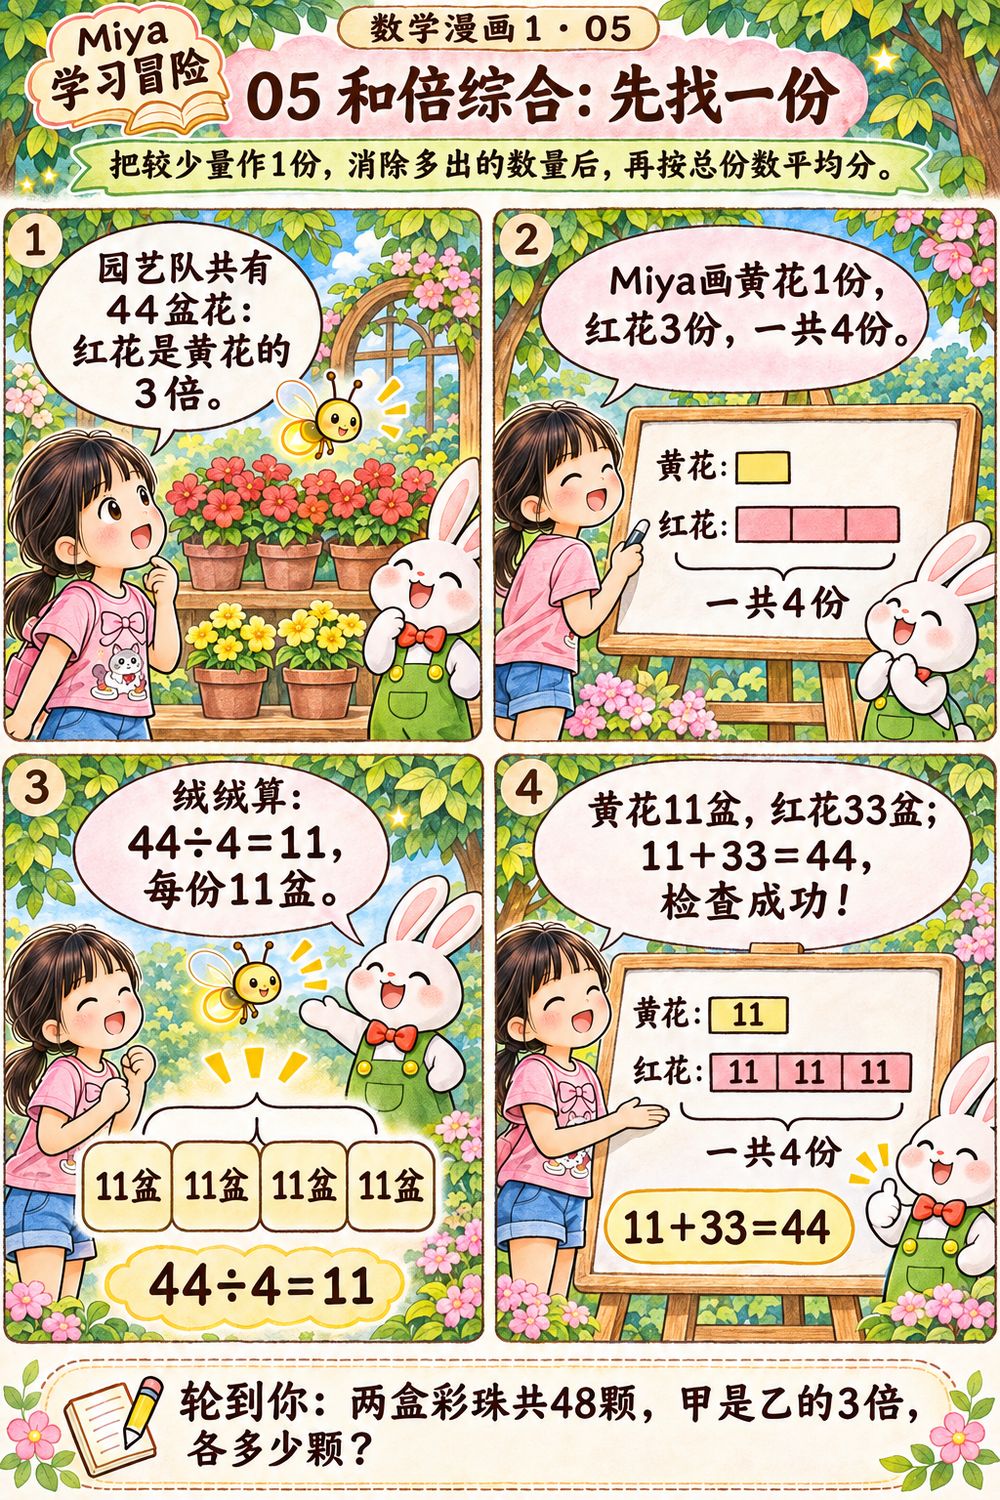 Miya
学习冒险
数学漫画1·05
05 和倍综合：先找一份
把较少量作1份，消除多出的数量后，再按总份数平均分。
1
园艺队共有
44盆花：
红花是黄花的
3倍。
2
Miya画黄花1份，
红花3份，一共4份。
黄花：
红花：
一共4份
3
绒绒算：
44÷4=11，
每份11盆。
11盆 11盆 11盆 11盆
44÷4=11
4
黄花11盆，红花33盆；
11+33=44，
检查成功！
黄花： 11
红花： 11 11 11
一共4份
11+33=44
轮到你：两盒彩珠共48颗，甲是乙的3倍，
各多少颗？